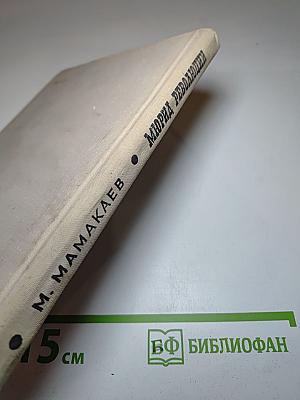 М. МАМАКАЕВ • МЮРИД РЕВОЛЮЦИИ
15 см
БФ БИБЛИОФАН